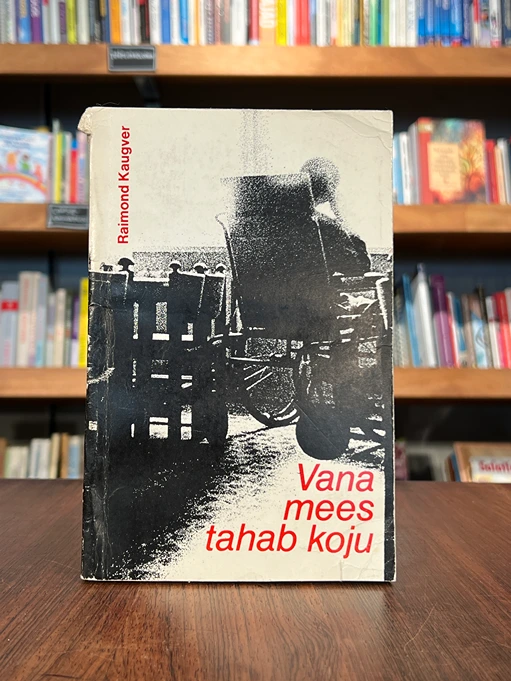 Raimond Kaugver
Vana
mees
tahab koju